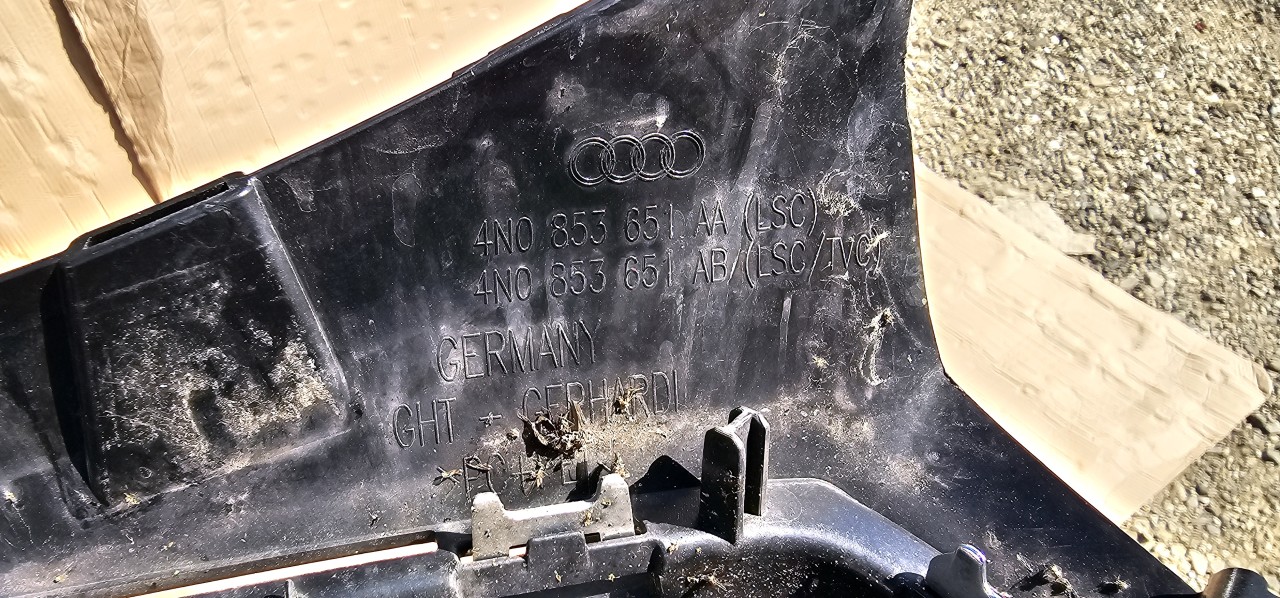 4N0 853 651 AA (LSC)
4N0 853 651 AB/(LSC/TVC)
GERMANY
GHT + GERHARDI